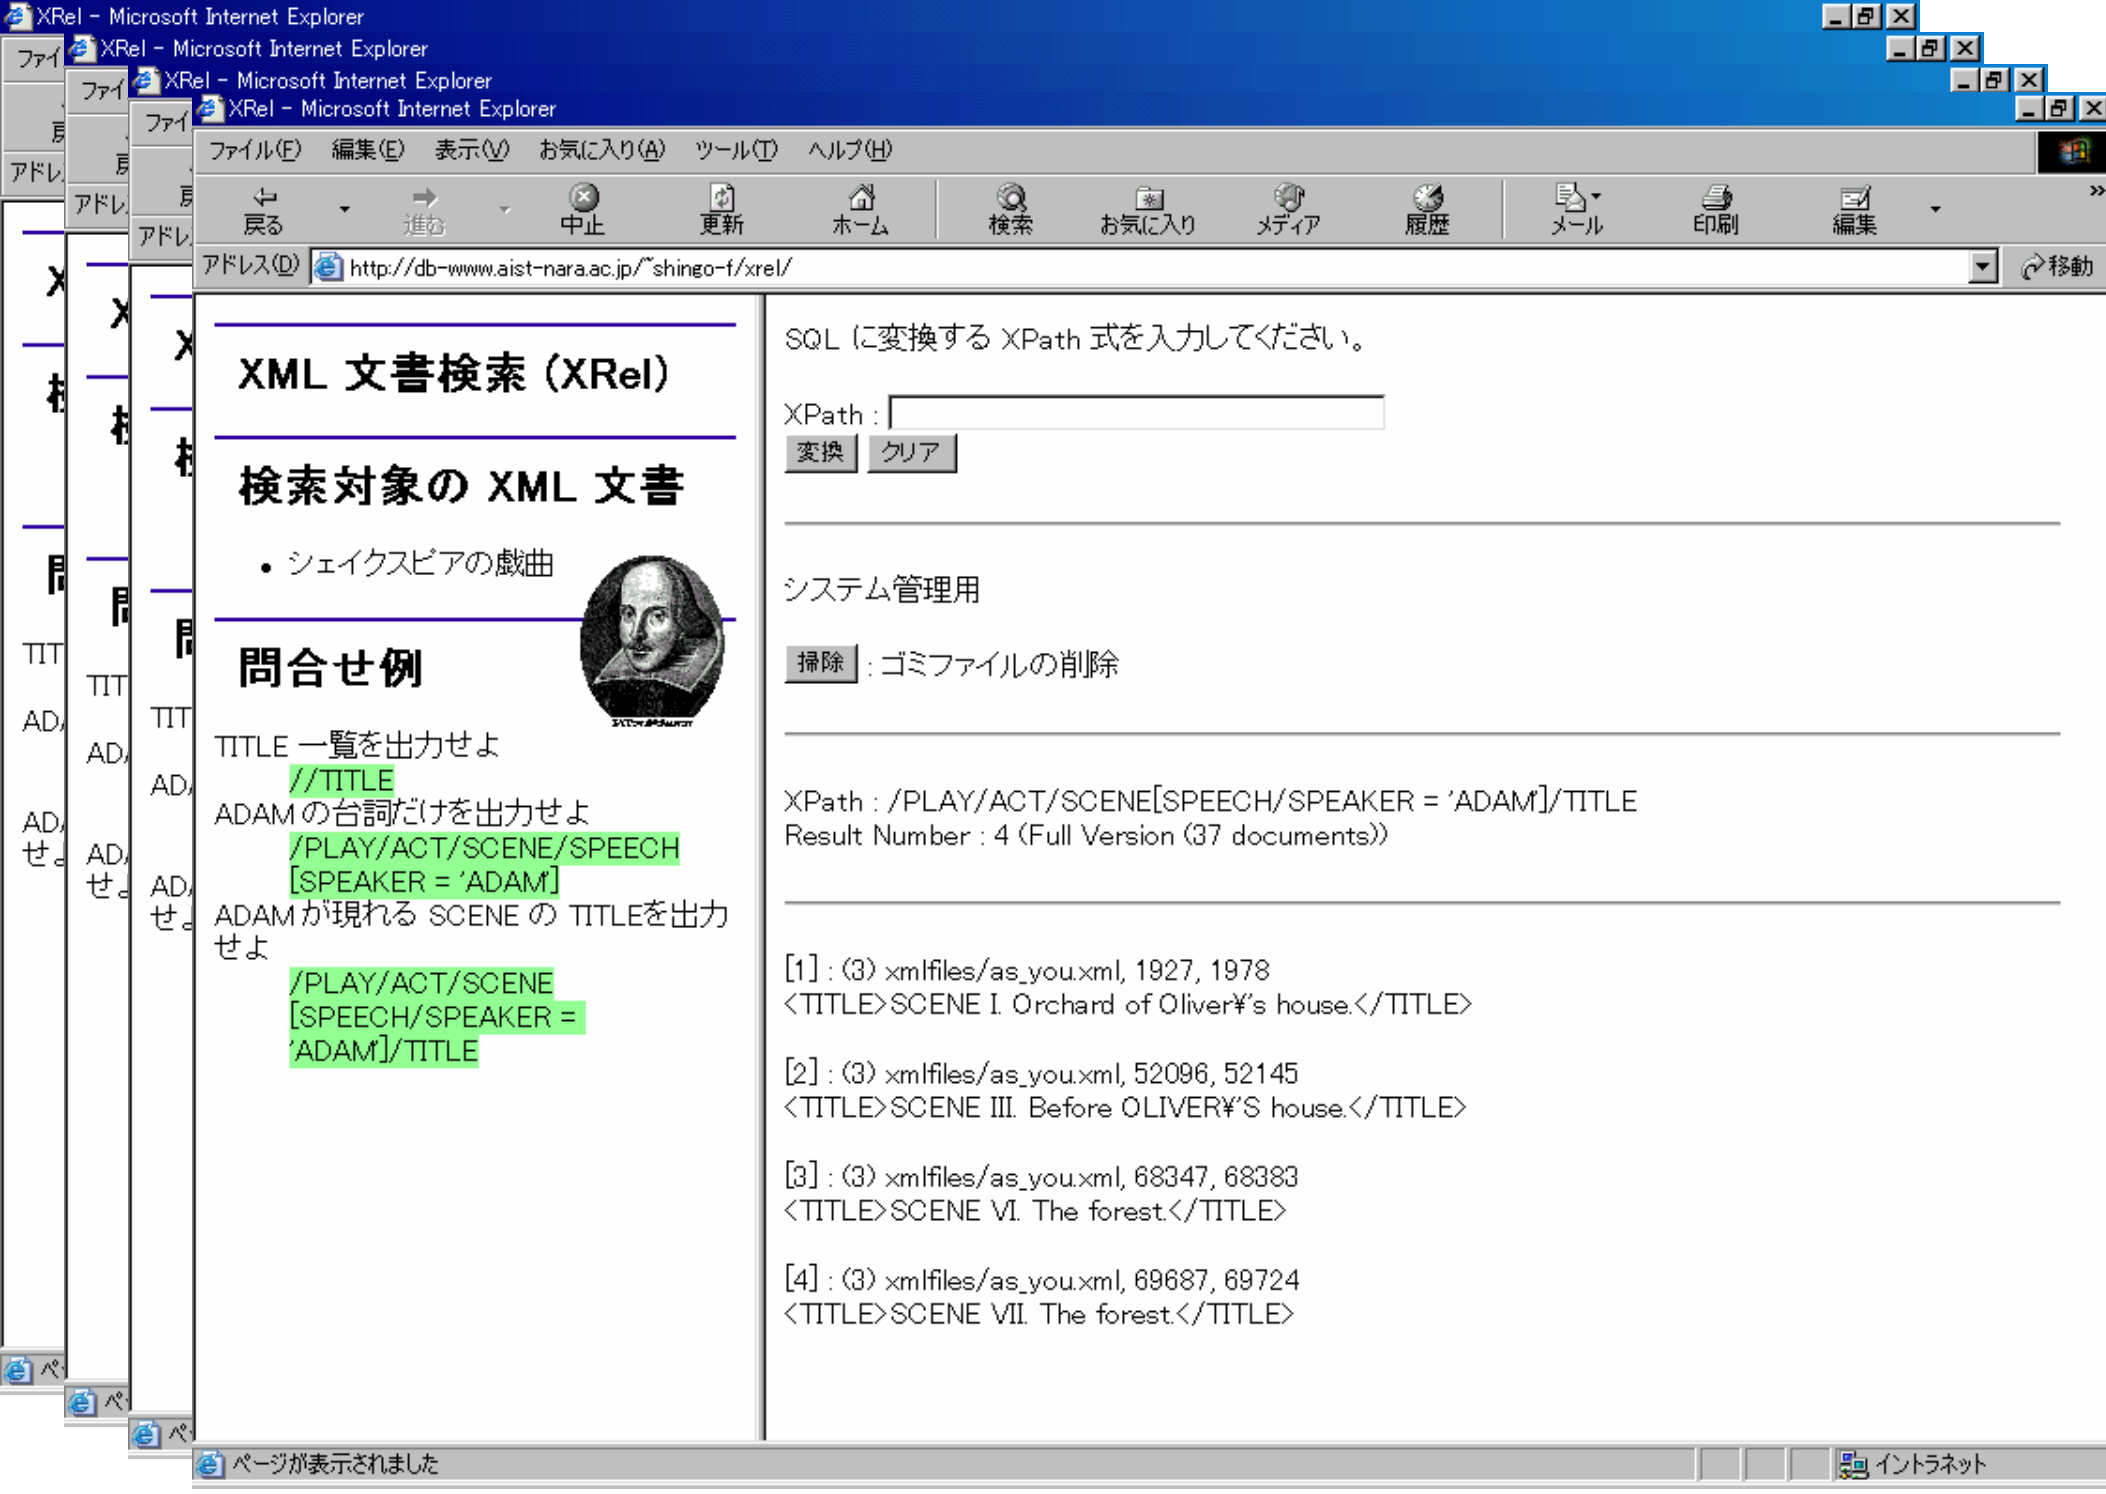 XRel - Microsoft Internet Explorer
XRel - Microsoft Internet Explorer
XRel - Microsoft Internet Explorer
XRel - Microsoft Internet Explorer
ファイル(F) 編集(E) 表示(V) お気に入り(A) ツール(T) ヘルプ(H)
戻る 進む 中止 更新 ホーム 検索 お気に入り メディア 履歴 メール 印刷 編集 »
アドレス(D) http://db-www.aist-nara.ac.jp/~shingo-f/xrel/ 移動
XML 文書検索 (XRel)
検索対象の XML 文書
• シェイクスピアの戯曲
問合せ例
TITLE 一覧を出力せよ
//TITLE
ADAM の台詞だけを出力せよ
/PLAY/ACT/SCENE/SPEECH
[SPEAKER = 'ADAM']
ADAM が現れる SCENE の TITLEを出力
せよ
/PLAY/ACT/SCENE
[SPEECH/SPEAKER =
'ADAM']/TITLE
SQL に変換する XPath 式を入力してください。
XPath :
変換 クリア
システム管理用
掃除 : ゴミファイルの削除
XPath : /PLAY/ACT/SCENE[SPEECH/SPEAKER = 'ADAM']/TITLE
Result Number : 4 (Full Version (37 documents))
[1] : (3) xmlfiles/as_you.xml, 1927, 1978
<TITLE>SCENE I. Orchard of Oliver¥'s house.</TITLE>
[2] : (3) xmlfiles/as_you.xml, 52096, 52145
<TITLE>SCENE III. Before OLIVER¥'S house.</TITLE>
[3] : (3) xmlfiles/as_you.xml, 68347, 68383
<TITLE>SCENE VI. The forest.</TITLE>
[4] : (3) xmlfiles/as_you.xml, 69687, 69724
<TITLE>SCENE VII. The forest.</TITLE>
ページが表示されました
イントラネット